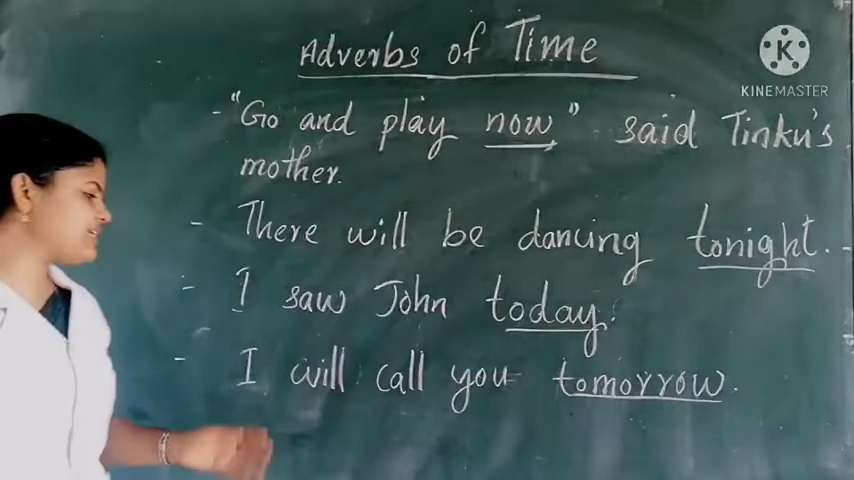 Adverbs of Time
K
KINEMASTER
- "Go and play now" said Tinku's
mother.
- There will be dancing tonight.
- I saw John today.
- I will call you tomorrow.